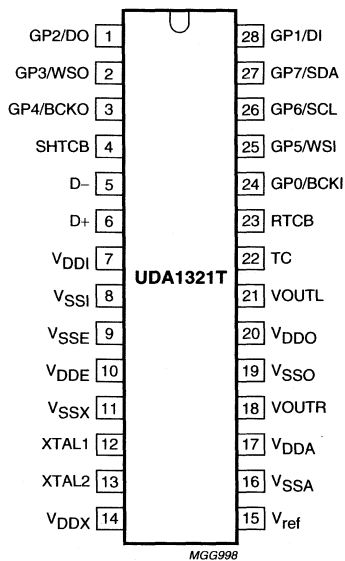 GP2/DO 1 28 GP1/DI
GP3/WSO 2 27 GP7/SDA
GP4/BCKO 3 26 GP6/SCL
SHTCB 4 25 GP5/WSI
D− 5 24 GP0/BCKI
D+ 6 23 RTCB
VDDI 7 22 TC
UDA1321T
VSSI 8 21 VOUTL
VSSE 9 20 VDDO
VDDE 10 19 VSSO
VSSX 11 18 VOUTR
XTAL1 12 17 VDDA
XTAL2 13 16 VSSA
VDDX 14 15 Vref
MGG998